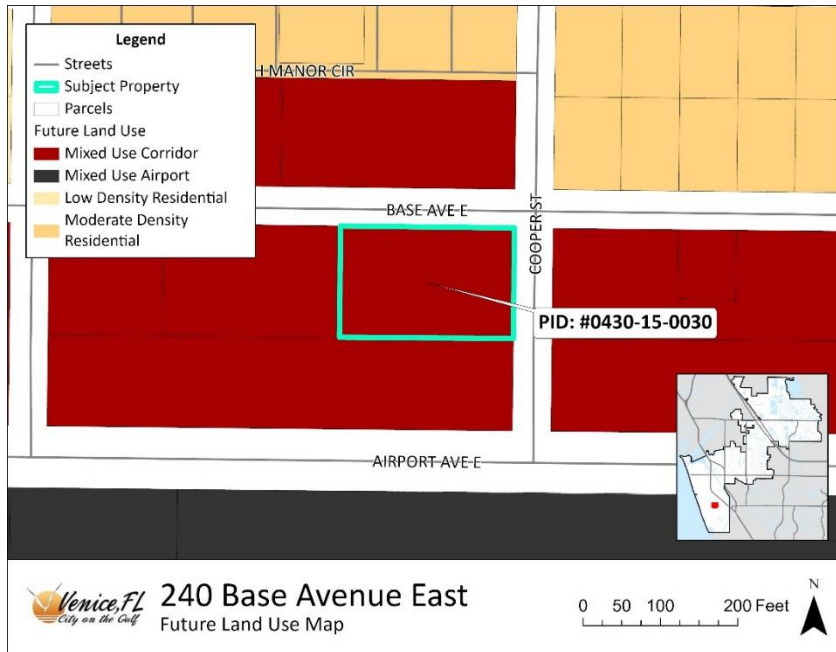 Legend
Streets
Subject Property
Parcels
Future Land Use
Mixed Use Corridor
Mixed Use Airport
Low Density Residential
Moderate Density
Residential
H MANOR CIR
BASE AVE E
COOPER ST
PID: #0430-15-0030
AIRPORT AVE E
Venice, FL
City on the Gulf
240 Base Avenue East
Future Land Use Map
0 50 100 200 Feet
N